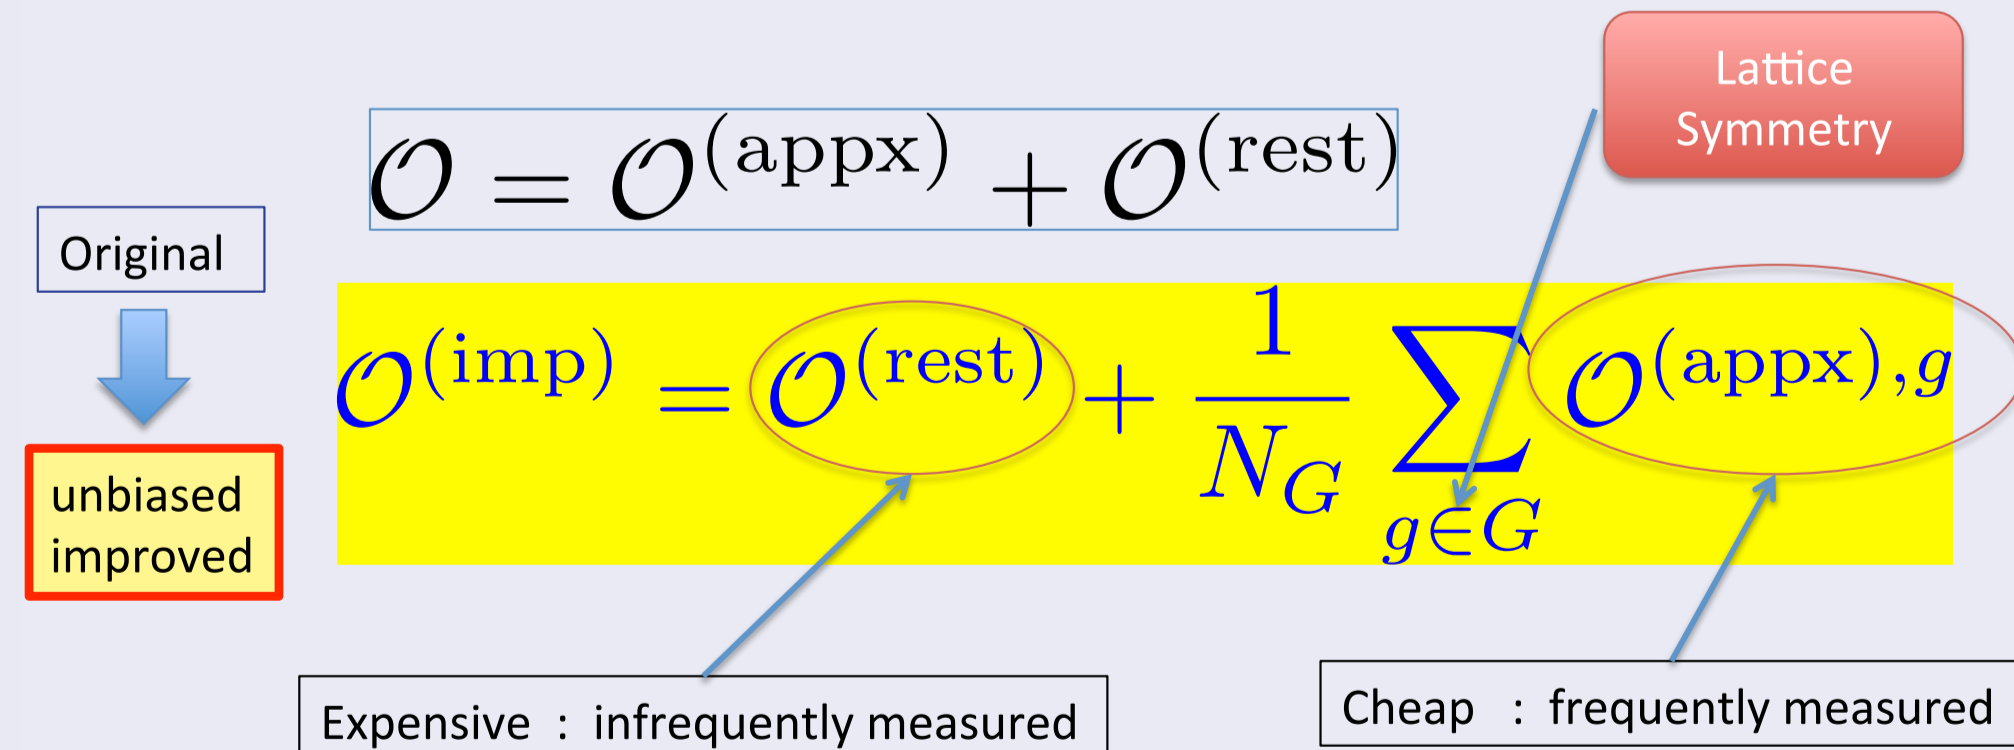 Lattice
Symmetry
𝒪 = 𝒪^(appx) + 𝒪^(rest)
Original
𝒪^(imp) = 𝒪^(rest) + 1/N_G ∑_{g∈G} 𝒪^(appx),g
unbiased
improved
Expensive : infrequently measured
Cheap : frequently measured